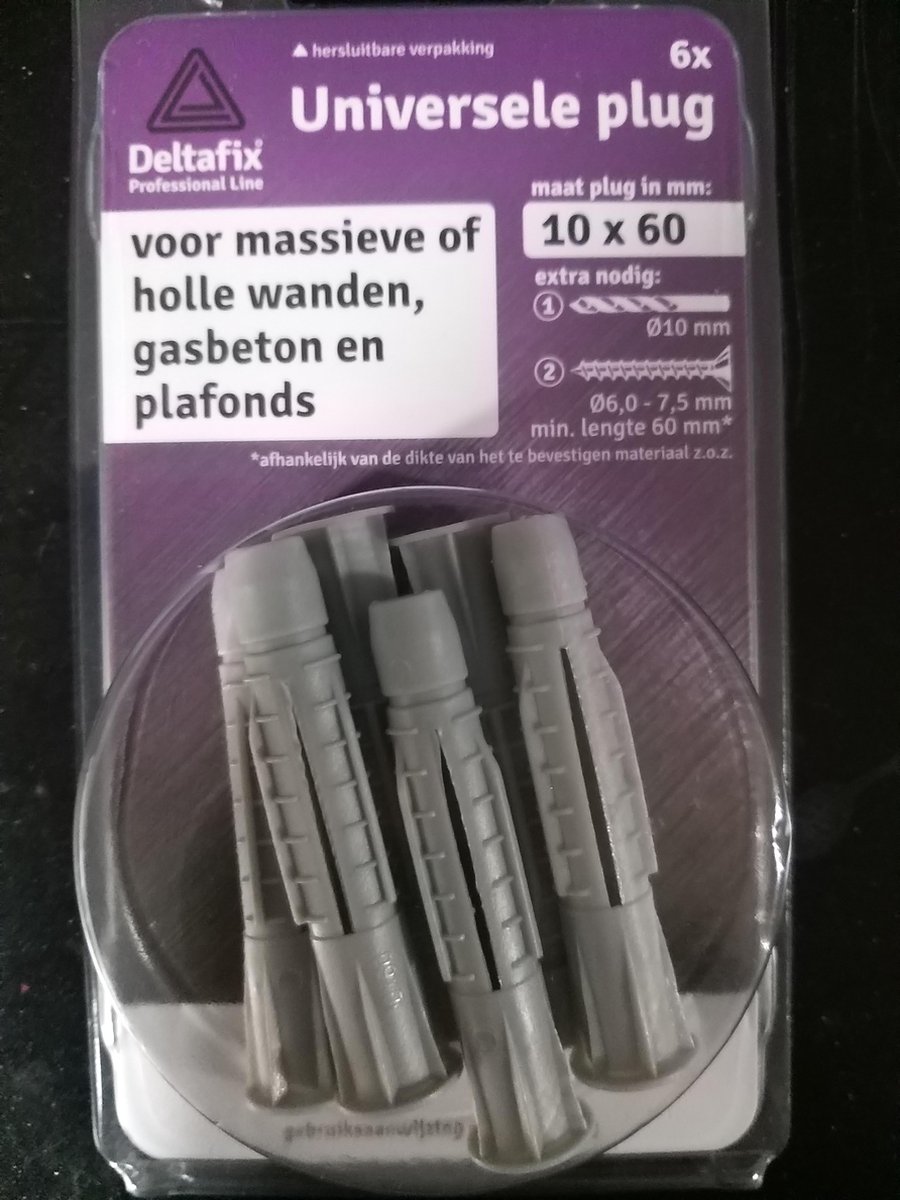 ▲ hersluitbare verpakking
6x
Universele plug
Deltafix®
Professional Line
maat plug in mm:
10 x 60
voor massieve of
holle wanden,
gasbeton en
plafonds
extra nodig:
1
Ø10 mm
2
Ø6,0 - 7,5 mm
min. lengte 60 mm*
*afhankelijk van de dikte van het te bevestigen materiaal z.o.z.
gebruiksaanwijzing